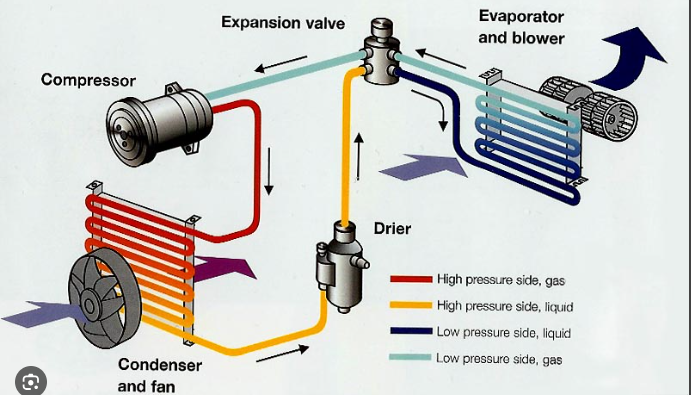 Expansion valve
Evaporator
and blower
Compressor
Drier
High pressure side, gas
High pressure side, liquid
Low pressure side, liquid
Low pressure side, gas
Condenser
and fan